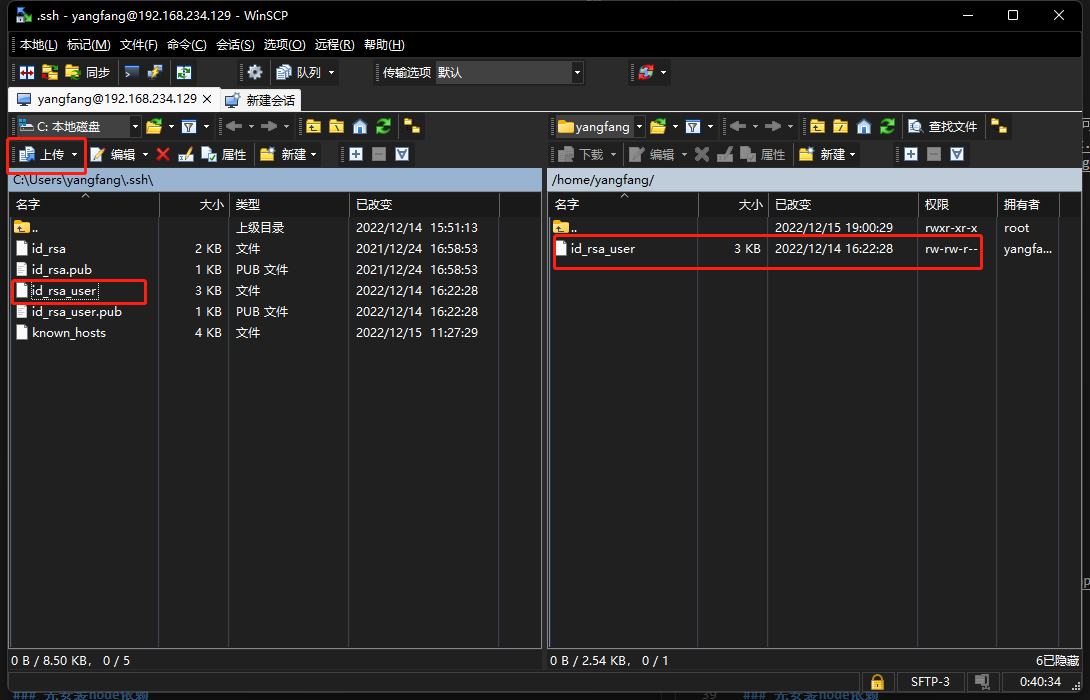 .ssh - yangfang@192.168.234.129 - WinSCP
本地(L) 标记(M) 文件(F) 命令(C) 会话(S) 选项(O) 远程(R) 帮助(H)
同步 队列 传输选项 默认
yangfang@192.168.234.129 × 新建会话
C: 本地磁盘 yangfang 查找文件
上传 编辑 属性 新建 下载 编辑 属性 新建
C:\Users\yangfang\.ssh\ /home/yangfang/
名字 大小 类型 已改变 名字 大小 已改变 权限 拥有者
.. 上级目录 2022/12/14 15:51:13 .. 2022/12/15 19:00:29 rwxr-xr-x root
id_rsa 2 KB 文件 2021/12/24 16:58:53 id_rsa_user 3 KB 2022/12/14 16:22:28 rw-rw-r-- yangfa...
id_rsa.pub 1 KB PUB 文件 2021/12/24 16:58:53
id_rsa_user 3 KB 文件 2022/12/14 16:22:28
id_rsa_user.pub 1 KB PUB 文件 2022/12/14 16:22:28
known_hosts 4 KB 文件 2022/12/15 11:27:29
0 B / 8.50 KB， 0 / 5 0 B / 2.54 KB， 0 / 1 6已隐藏
SFTP-3 0:40:34